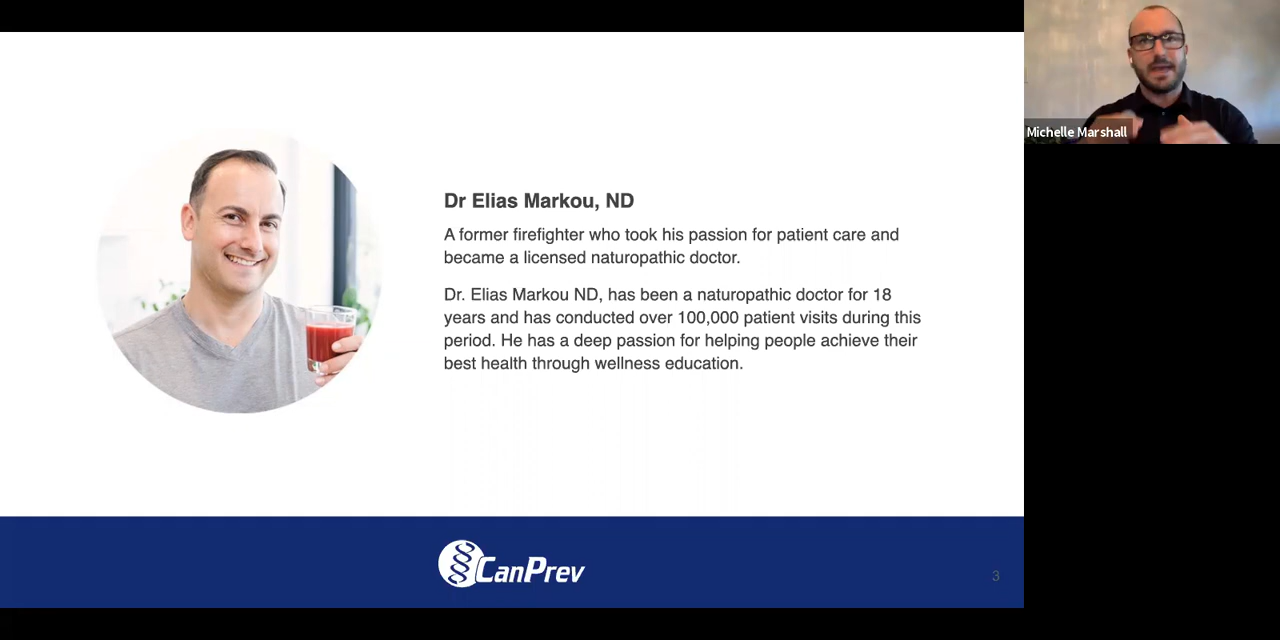 Michelle Marshall
Dr Elias Markou, ND
A former firefighter who took his passion for patient care and
became a licensed naturopathic doctor.
Dr. Elias Markou ND, has been a naturopathic doctor for 18
years and has conducted over 100,000 patient visits during this
period. He has a deep passion for helping people achieve their
best health through wellness education.
CanPrev
3